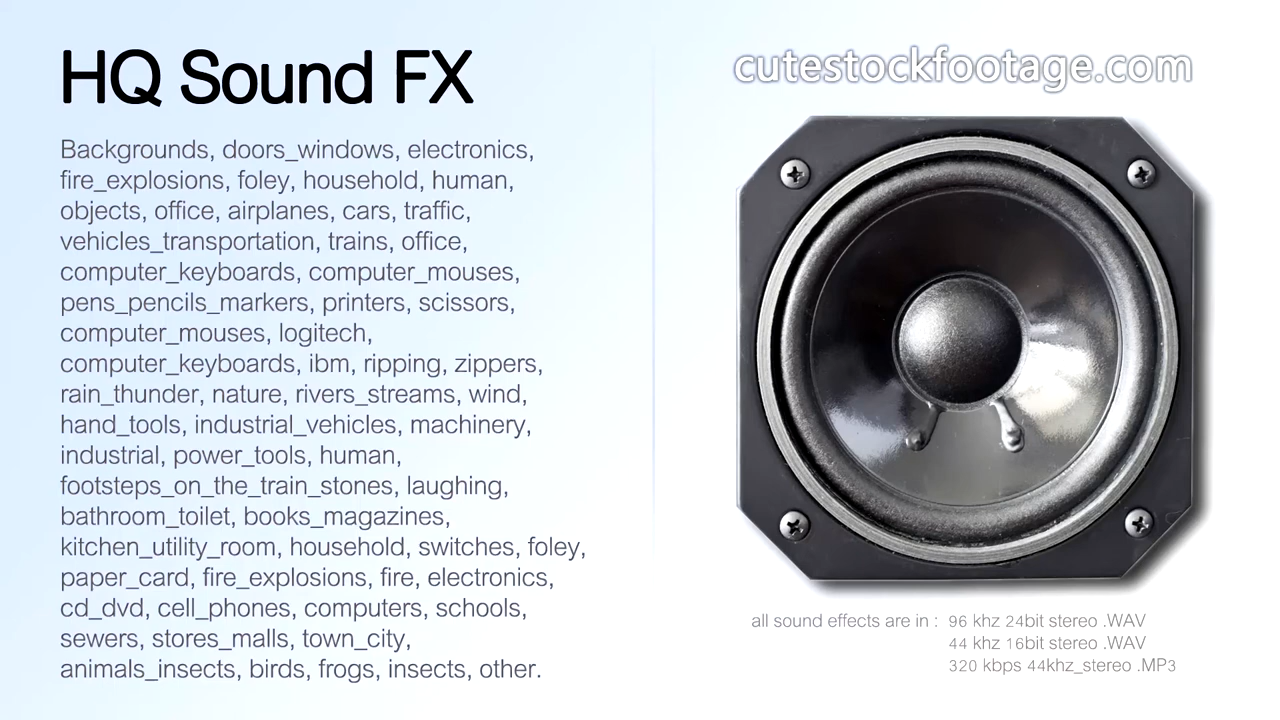 HQ Sound FX
Backgrounds, doors_windows, electronics,
fire_explosions, foley, household, human,
objects, office, airplanes, cars, traffic,
vehicles_transportation, trains, office,
computer_keyboards, computer_mouses,
pens_pencils_markers, printers, scissors,
computer_mouses, logitech,
computer_keyboards, ibm, ripping, zippers,
rain_thunder, nature, rivers_streams, wind,
hand_tools, industrial_vehicles, machinery,
industrial, power_tools, human,
footsteps_on_the_train_stones, laughing,
bathroom_toilet, books_magazines,
kitchen_utility_room, household, switches, foley,
paper_card, fire_explosions, fire, electronics,
cd_dvd, cell_phones, computers, schools,
sewers, stores_malls, town_city,
animals_insects, birds, frogs, insects, other.
cutestockfootage.com
all sound effects are in : 96 khz 24bit stereo .WAV
44 khz 16bit stereo .WAV
320 kbps 44khz_stereo .MP3